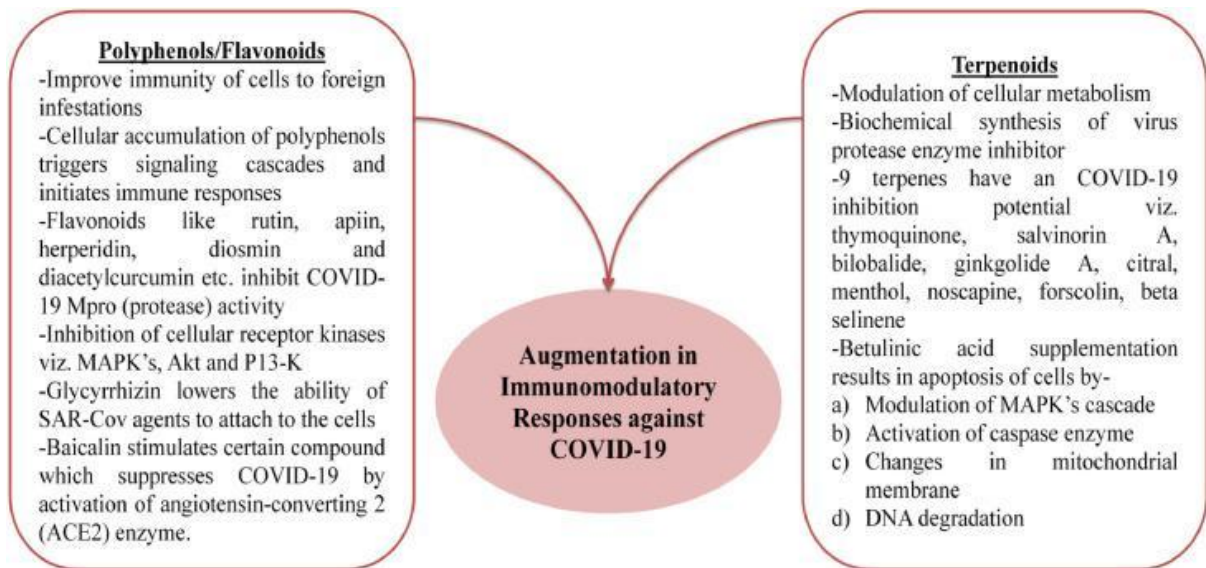 Polyphenols/Flavonoids
-Improve immunity of cells to foreign
infestations
-Cellular accumulation of polyphenols
triggers signaling cascades and
initiates immune responses
-Flavonoids like rutin, apiin,
herperidin, diosmin and
diacetylcurcumin etc. inhibit COVID-
19 Mpro (protease) activity
-Inhibition of cellular receptor kinases
viz. MAPK's, Akt and P13-K
-Glycyrrhizin lowers the ability of
SAR-Cov agents to attach to the cells
-Baicalin stimulates certain compound
which suppresses COVID-19 by
activation of angiotensin-converting 2
(ACE2) enzyme.
Augmentation in
Immunomodulatory
Responses against
COVID-19
Terpenoids
-Modulation of cellular metabolism
-Biochemical synthesis of virus
protease enzyme inhibitor
-9 terpenes have an COVID-19
inhibition potential viz.
thymoquinone, salvinorin A,
bilobalide, ginkgolide A, citral,
menthol, noscapine, forscolin, beta
selinene
-Betulinic acid supplementation
results in apoptosis of cells by-
a) Modulation of MAPK's cascade
b) Activation of caspase enzyme
c) Changes in mitochondrial
membrane
d) DNA degradation